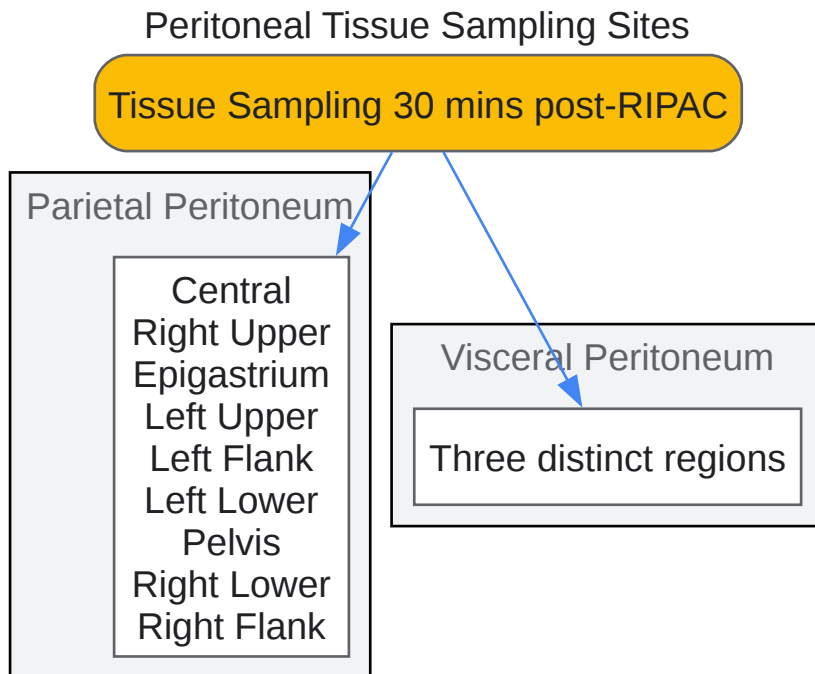 Peritoneal Tissue Sampling Sites
Tissue Sampling 30 mins post-RIPAC
Parietal Peritoneum
Central
Right Upper
Epigastrium
Left Upper
Left Flank
Left Lower
Pelvis
Right Lower
Right Flank
Visceral Peritoneum
Three distinct regions